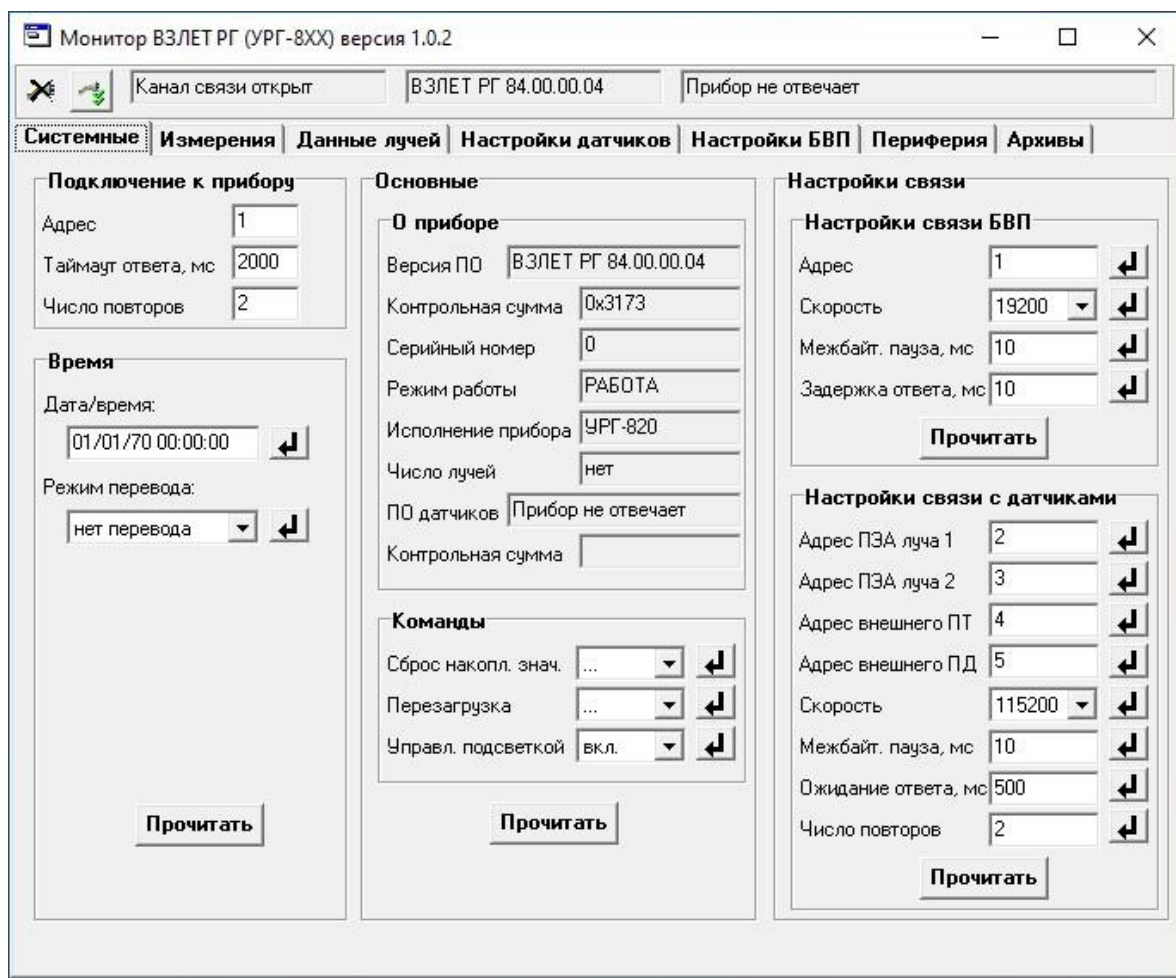 Монитор ВЗЛЕТ РГ (УРГ-8XX) версия 1.0.2
Канал связи открыт
ВЗЛЕТ РГ 84.00.00.04
Прибор не отвечает
Системные
Измерения
Данные лучей
Настройки датчиков
Настройки БВП
Периферия
Архивы
Подключение к прибору
Адрес 1
Таймаут ответа, мс 2000
Число повторов 2
Время
Дата/время:
01/01/70 00:00:00
Режим перевода:
нет перевода
Прочитать
Основные
О приборе
Версия ПО ВЗЛЕТ РГ 84.00.00.04
Контрольная сумма 0x3173
Серийный номер 0
Режим работы РАБОТА
Исполнение прибора УРГ-820
Число лучей нет
ПО датчиков Прибор не отвечает
Контрольная сумма
Команды
Сброс накопл. знач. ...
Перезагрузка ...
Управл. подсветкой вкл.
Прочитать
Настройки связи
Настройки связи БВП
Адрес 1
Скорость 19200
Межбайт. пауза, мс 10
Задержка ответа, мс 10
Прочитать
Настройки связи с датчиками
Адрес ПЭА луча 1 2
Адрес ПЭА луча 2 3
Адрес внешнего ПТ 4
Адрес внешнего ПД 5
Скорость 115200
Межбайт. пауза, мс 10
Ожидание ответа, мс 500
Число повторов 2
Прочитать